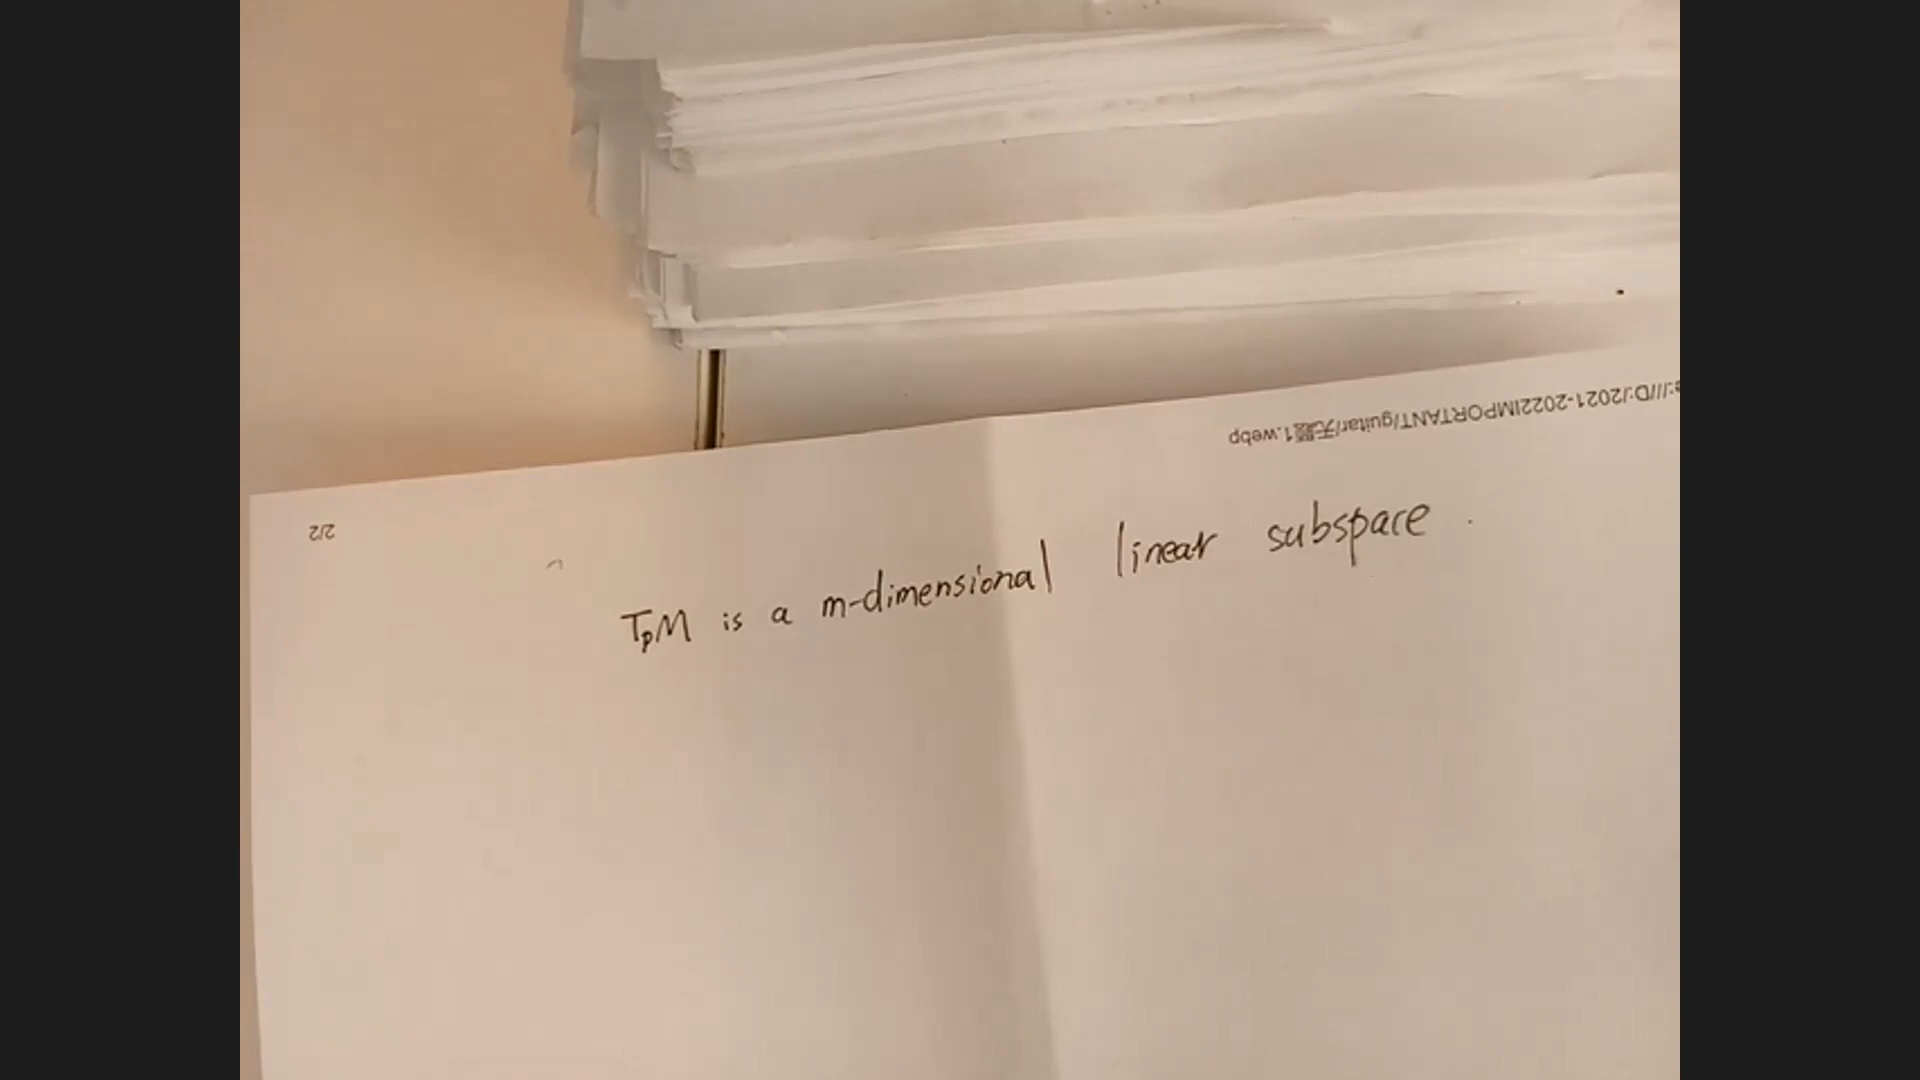 e:///D:/2021-2022IMPORTANT/guitar/无题1.webp
2/2
TpM is a m-dimensional linear subspace.